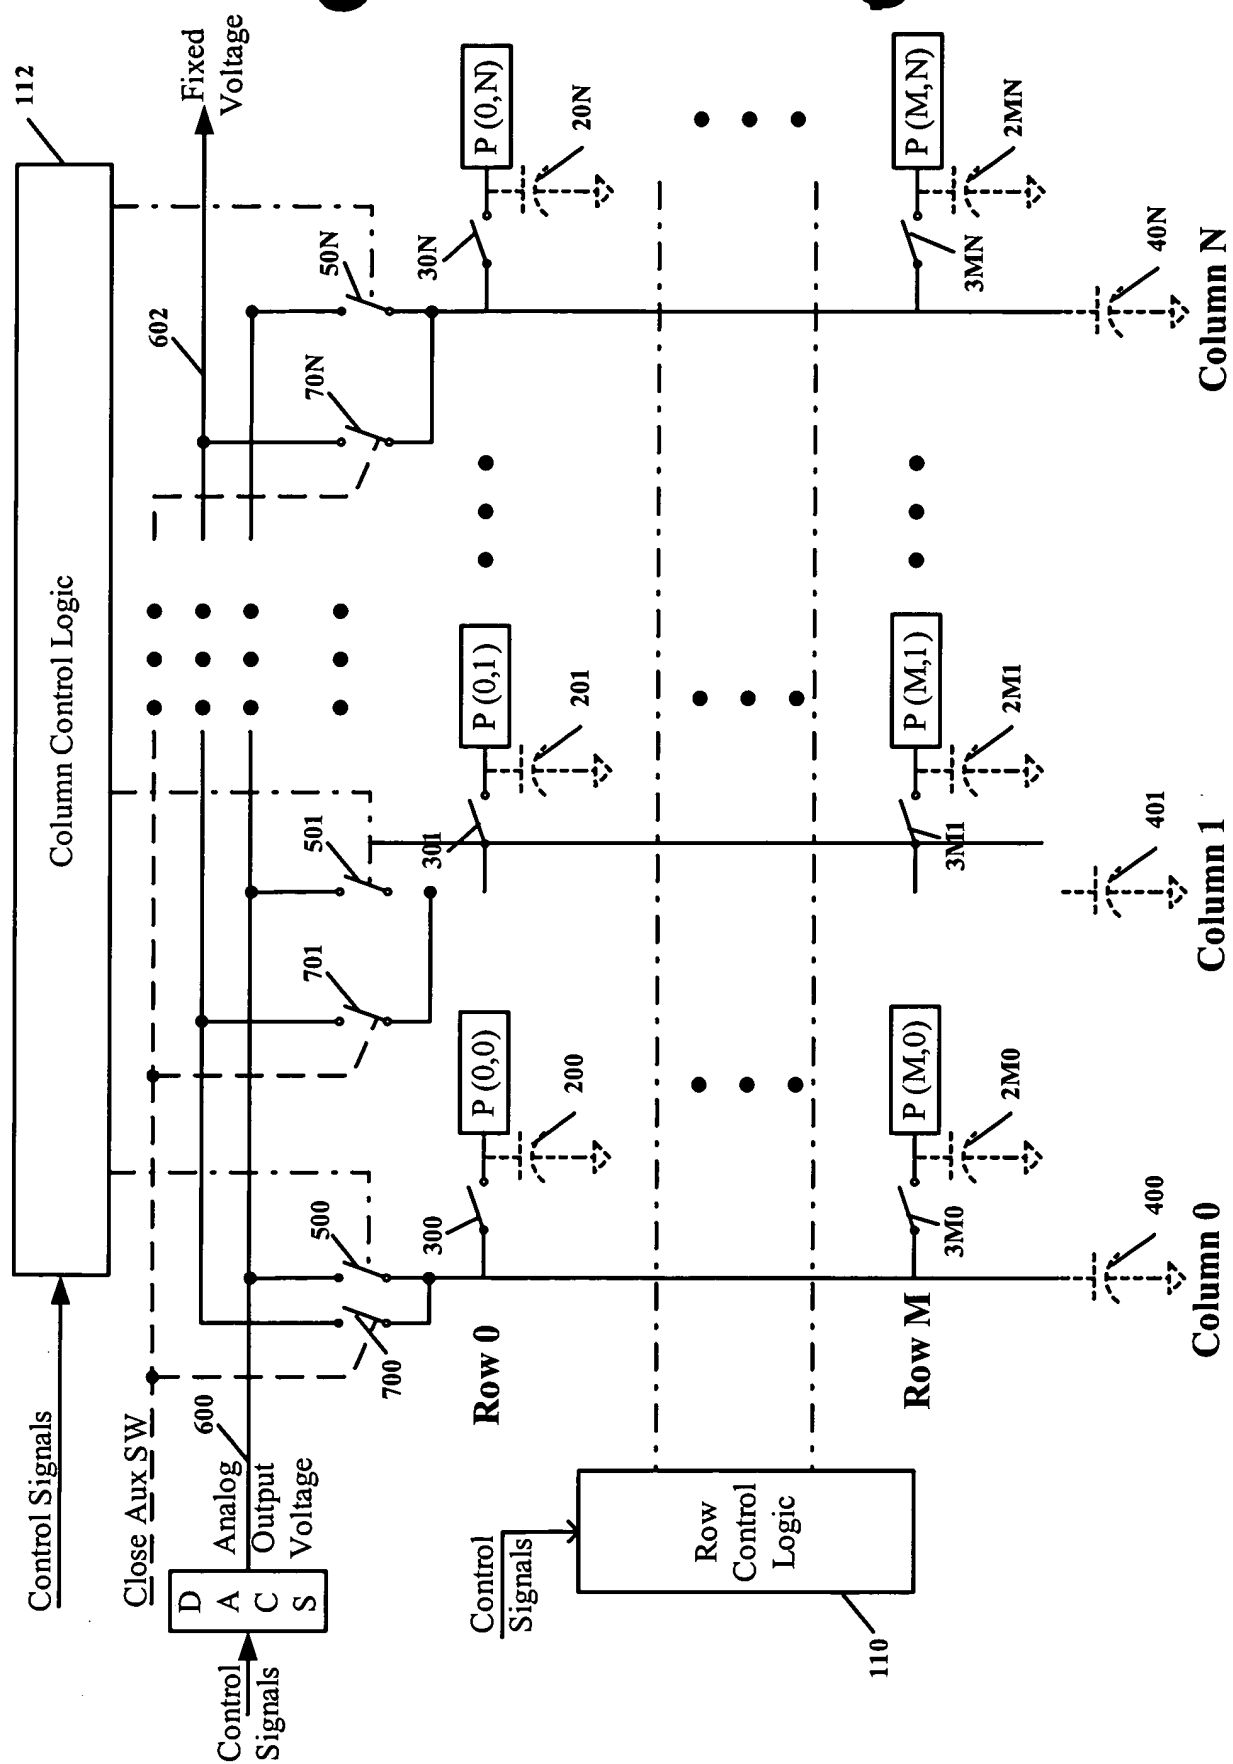 Control Signals
Column Control Logic
112
Close Aux SW
Fixed
Voltage
602
Control
Signals
D
A
C
S
Analog
Output
Voltage
600
700
500
701
501
70N
50N
Row 0
300
P (0,0)
200
301
P (0,1)
201
30N
P (0,N)
20N
Control
Signals
Row
Control
Logic
110
Row M
3M0
P (M,0)
2M0
3M1
P (M,1)
2M1
3MN
P (M,N)
2MN
400
401
40N
Column 0
Column 1
Column N